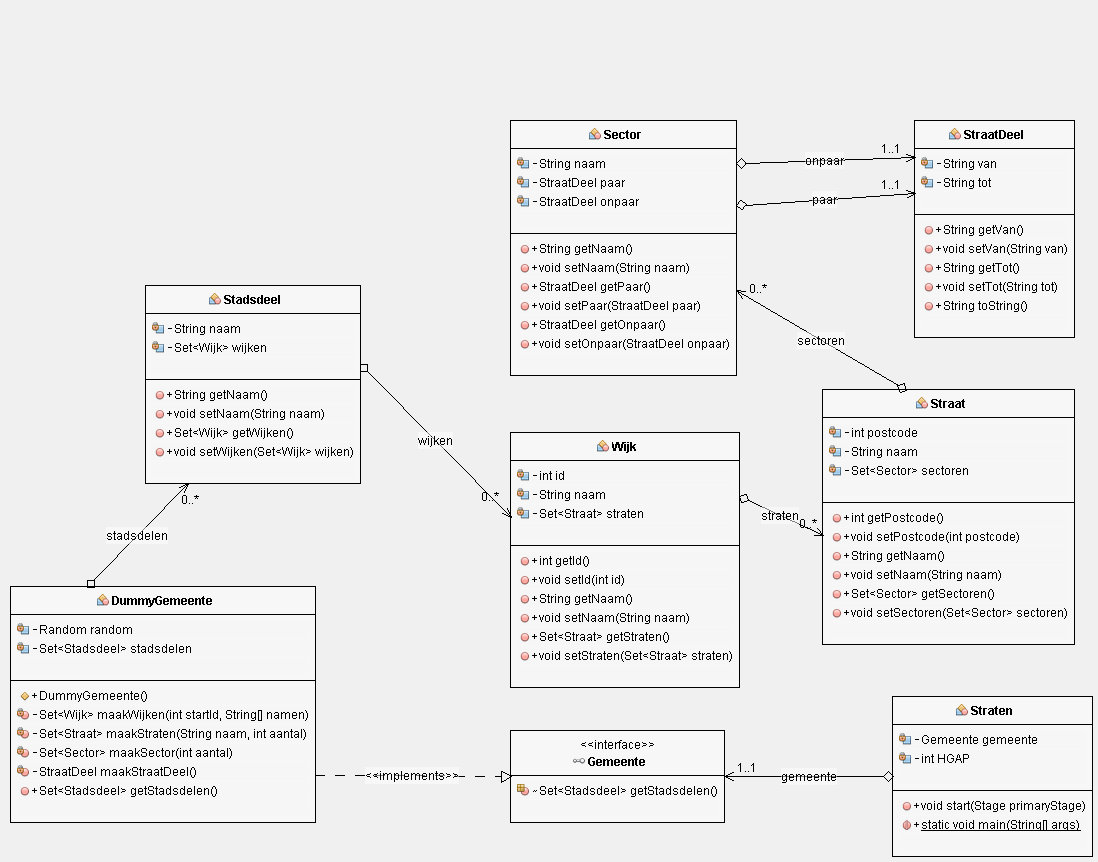 Sector
-String naam
-StraatDeel paar
-StraatDeel onpaar
+String getNaam()
+void setNaam(String naam)
+StraatDeel getPaar()
+void setPaar(StraatDeel paar)
+StraatDeel getOnpaar()
+void setOnpaar(StraatDeel onpaar)
onpaar
1..1
paar
1..1
StraatDeel
-String van
-String tot
+String getVan()
+void setVan(String van)
+String getTot()
+void setTot(String tot)
+String toString()
Stadsdeel
-String naam
-Set<Wijk> wijken
+String getNaam()
+void setNaam(String naam)
+Set<Wijk> getWijken()
+void setWijken(Set<Wijk> wijken)
0..*
sectoren
wijken
0..*
Straat
-int postcode
-String naam
-Set<Sector> sectoren
+int getPostcode()
+void setPostcode(int postcode)
+String getNaam()
+void setNaam(String naam)
+Set<Sector> getSectoren()
+void setSectoren(Set<Sector> sectoren)
Wijk
-int id
-String naam
-Set<Straat> straten
+int getId()
+void setId(int id)
+String getNaam()
+void setNaam(String naam)
+Set<Straat> getStraten()
+void setStraten(Set<Straat> straten)
straten
0..*
0..*
stadsdelen
DummyGemeente
-Random random
-Set<Stadsdeel> stadsdelen
+DummyGemeente()
-Set<Wijk> maakWijken(int startId, String[] namen)
-Set<Straat> maakStraten(String naam, int aantal)
-Set<Sector> maakSector(int aantal)
-StraatDeel maakStraatDeel()
+Set<Stadsdeel> getStadsdelen()
<<implements>>
<<interface>>
Gemeente
~Set<Stadsdeel> getStadsdelen()
1..1
gemeente
Straten
-Gemeente gemeente
-int HGAP
+void start(Stage primaryStage)
+static void main(String[] args)